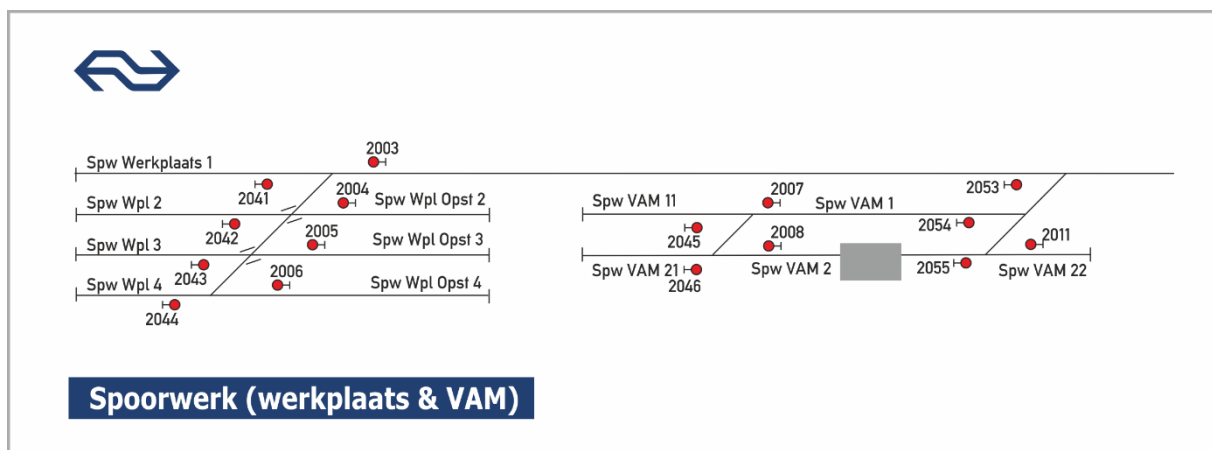 2003
Spw Werkplaats 1
2041
2004
2007
2053
Spw Wpl 2
Spw Wpl Opst 2
Spw VAM 11
Spw VAM 1
2042
2005
2045
2008
2054
2011
Spw Wpl 3
Spw Wpl Opst 3
2043
2006
Spw VAM 21
Spw VAM 2
2055
Spw VAM 22
Spw Wpl 4
Spw Wpl Opst 4
2046
2044
Spoorwerk (werkplaats & VAM)